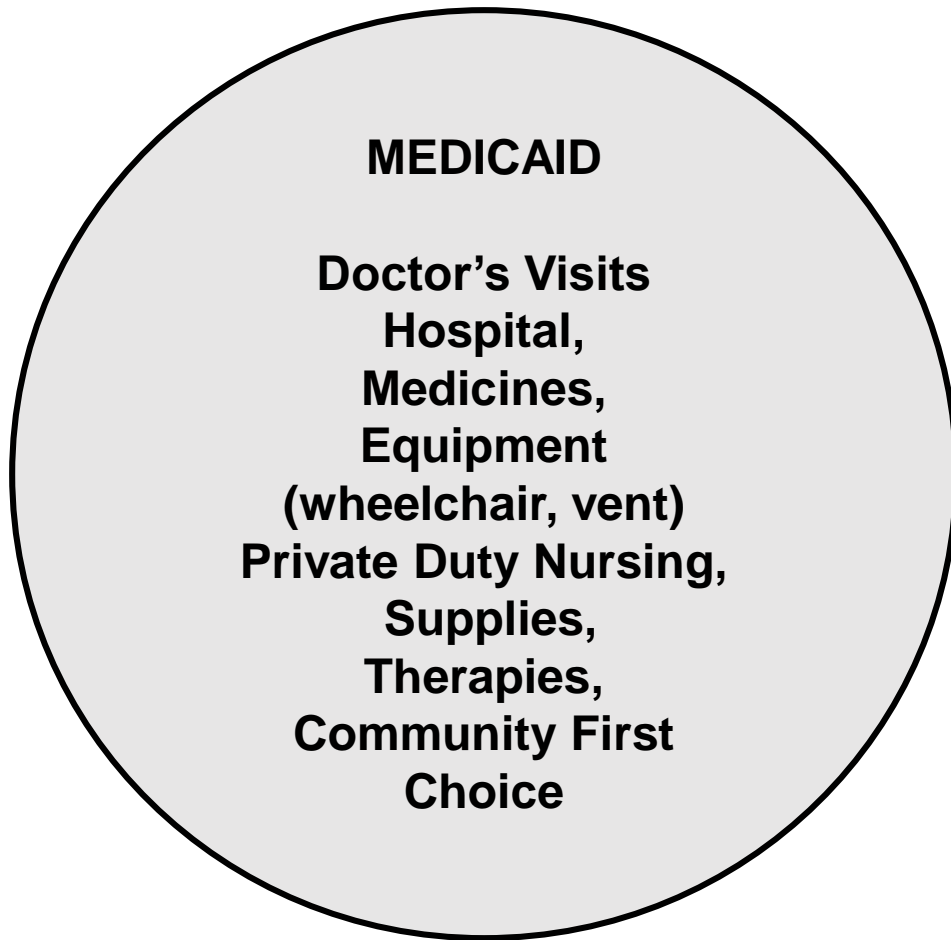 MEDICAID
Doctor’s Visits
Hospital,
Medicines,
Equipment
(wheelchair, vent)
Private Duty Nursing,
Supplies,
Therapies,
Community First
Choice